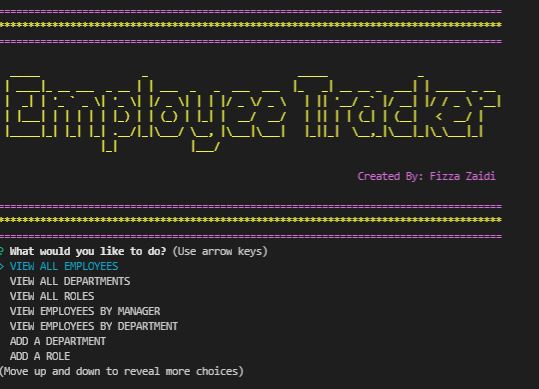 Employee Tracker
Created By: Fizza Zaidi
? What would you like to do? (Use arrow keys)
> VIEW ALL EMPLOYEES
VIEW ALL DEPARTMENTS
VIEW ALL ROLES
VIEW EMPLOYEES BY MANAGER
VIEW EMPLOYEES BY DEPARTMENT
ADD A DEPARTMENT
ADD A ROLE
(Move up and down to reveal more choices)